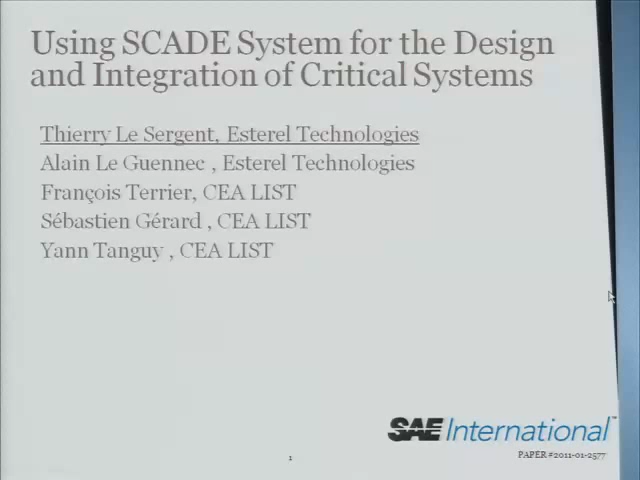 Using SCADE System for the Design
and Integration of Critical Systems
Thierry Le Sergent, Esterel Technologies
Alain Le Guennec , Esterel Technologies
François Terrier, CEA LIST
Sébastien Gérard , CEA LIST
Yann Tanguy , CEA LIST
SAE International™
PAPER #2011-01-2577
1